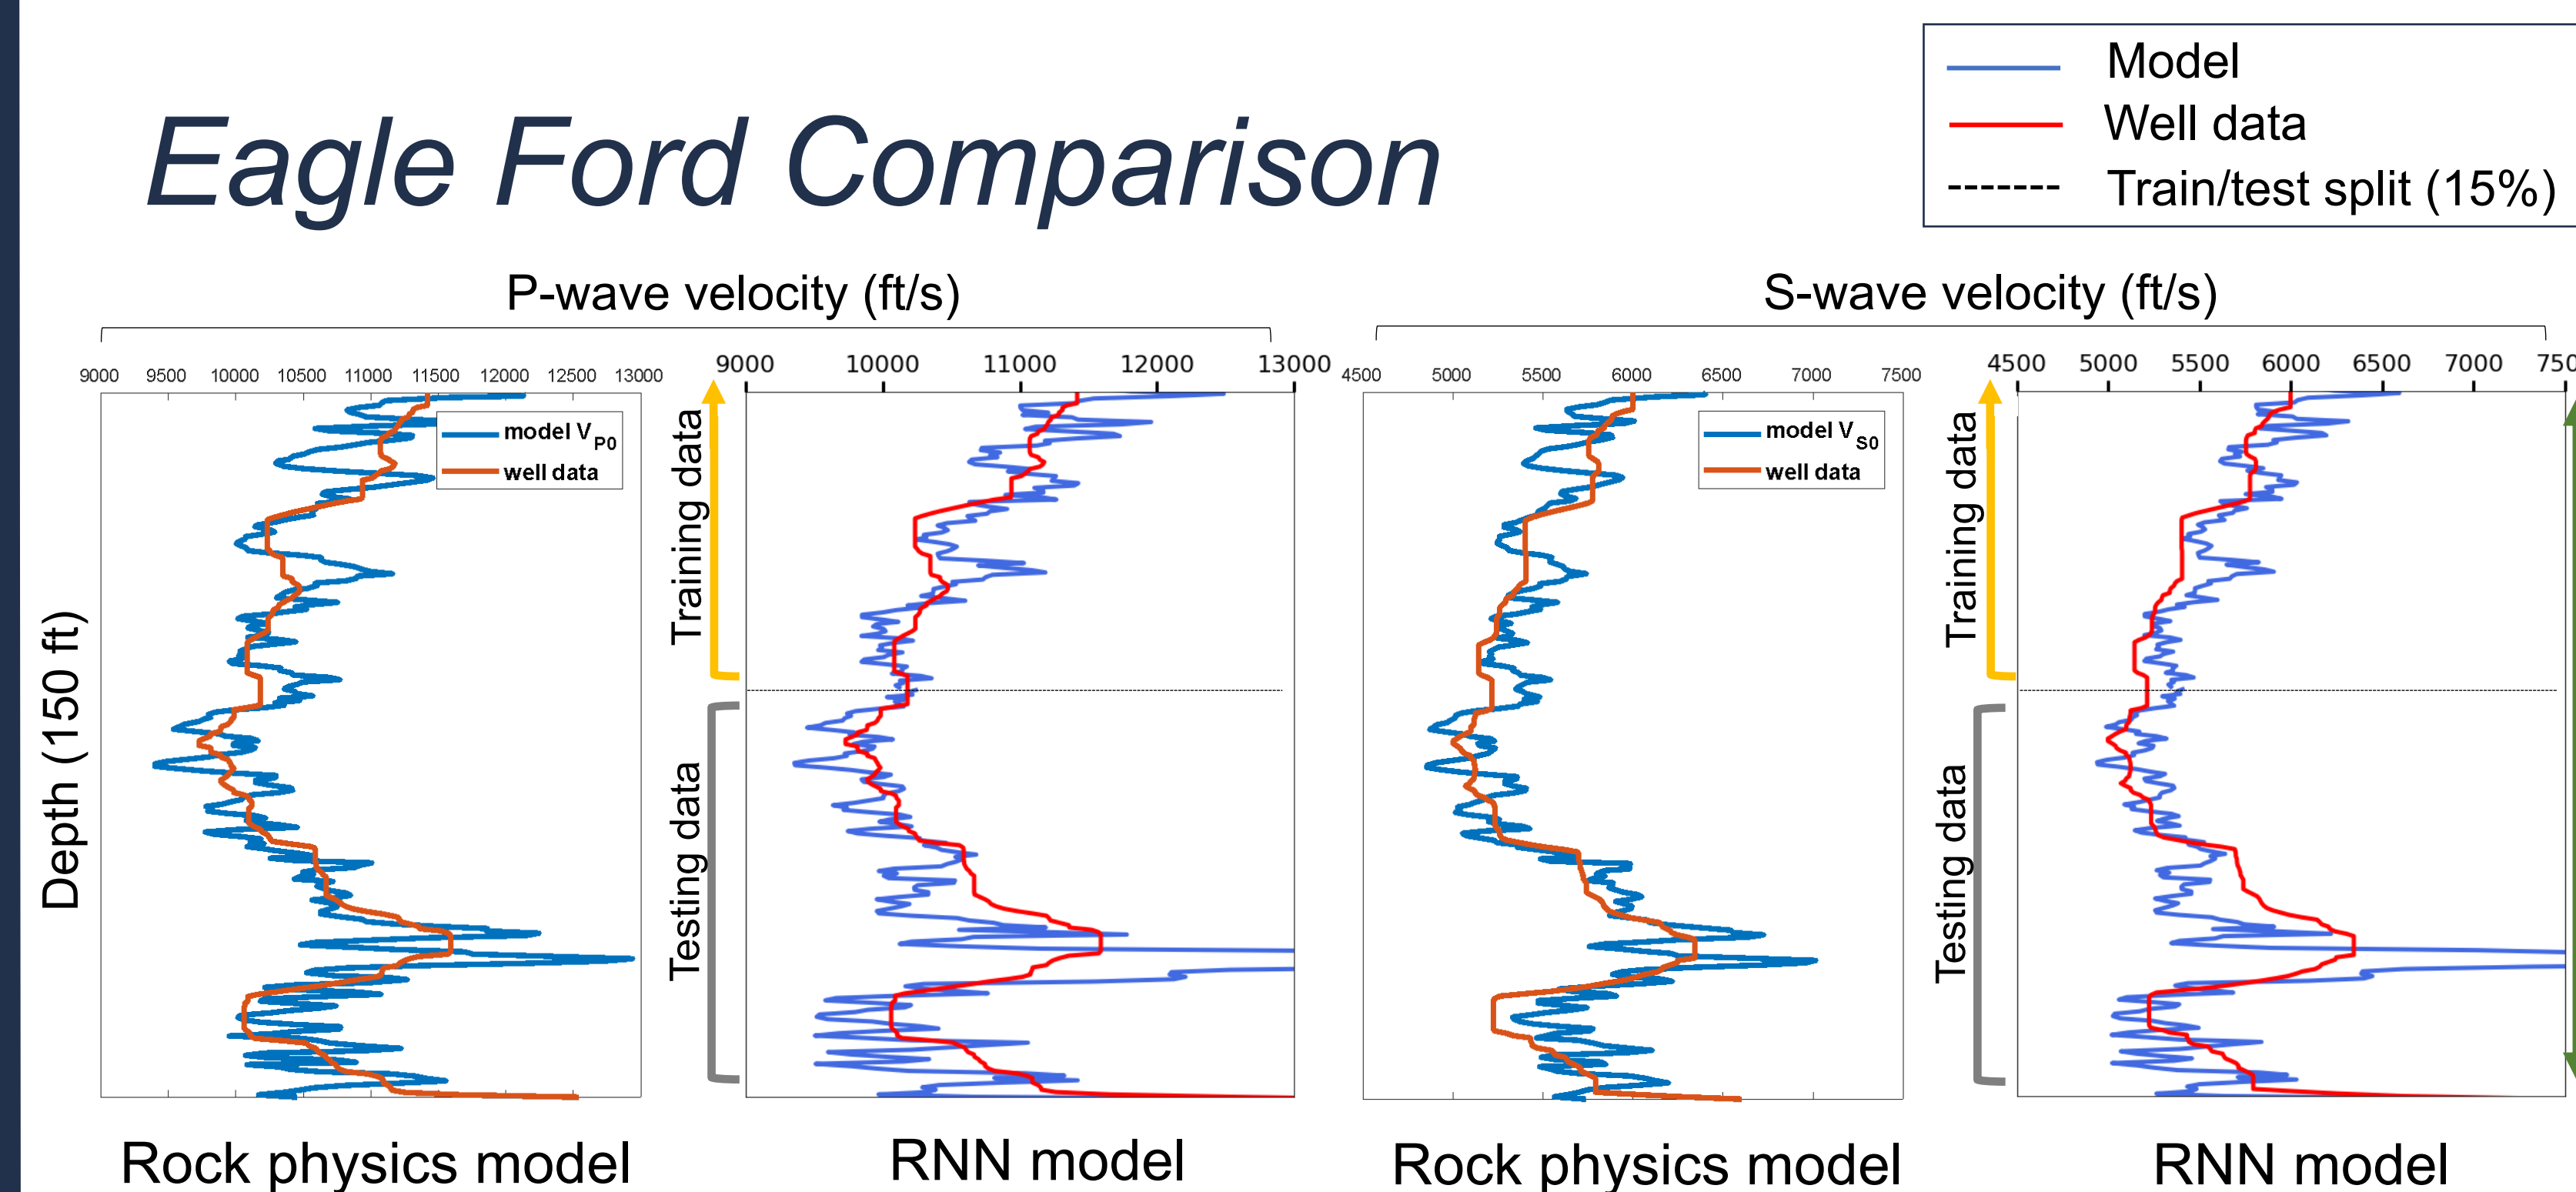 Model
Well data
Train/test split (15%)
Eagle Ford Comparison
P-wave velocity (ft/s)
S-wave velocity (ft/s)
9000 9500 10000 10500 11000 11500 12000 12500 13000
9000 10000 11000 12000 13000
4500 5000 5500 6000 6500 7000 7500
4500 5000 5500 6000 6500 7000
model VP0
well data
model VS0
well data
Depth (150 ft)
Training data
Testing data
Training data
Testing data
Rock physics model
RNN model
Rock physics model
RNN model